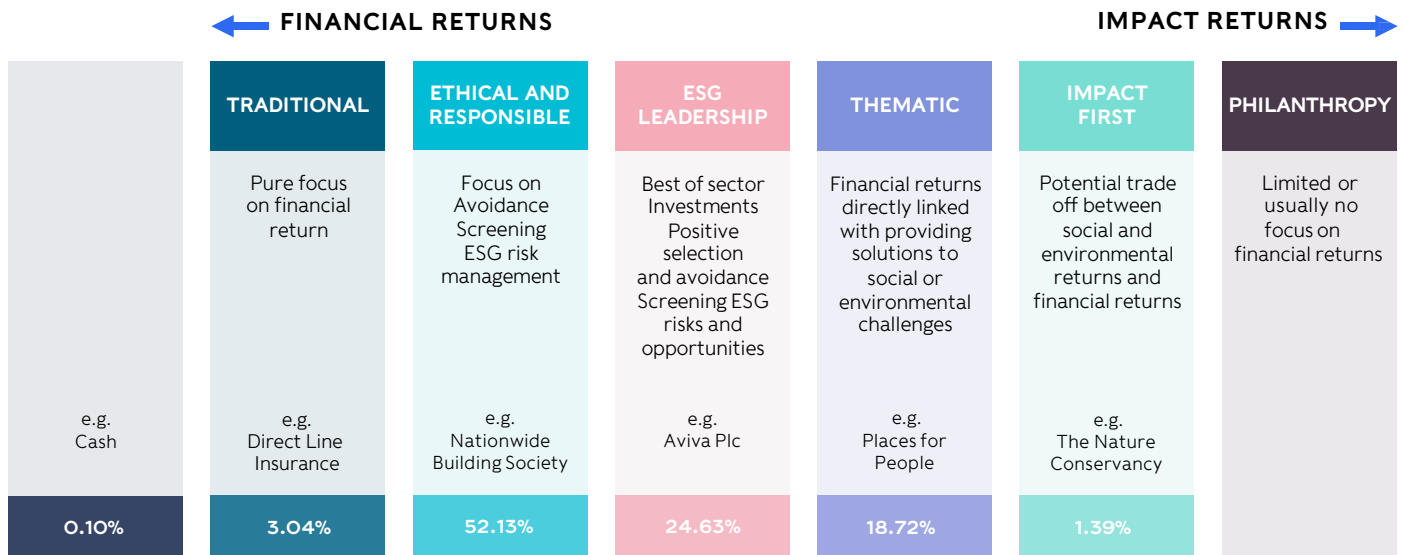 FINANCIAL RETURNS
IMPACT RETURNS
TRADITIONAL
Pure focus
on financial
return
ETHICAL AND
RESPONSIBLE
Focus on
Avoidance
Screening
ESG risk
management
ESG
LEADERSHIP
Best of sector
Investments
Positive
selection
and avoidance
Screening ESG
risks and
opportunities
THEMATIC
Financial returns
directly linked
with providing
solutions to
social or
environmental
challenges
IMPACT
FIRST
Potential trade
off between
social and
environmental
returns and
financial returns
PHILANTHROPY
Limited or
usually no
focus on
financial returns
e.g.
Cash
e.g.
Direct Line
Insurance
e.g.
Nationwide
Building Society
e.g.
Aviva Plc
e.g.
Places for
People
e.g.
The Nature
Conservancy
0.10%
3.04%
52.13%
24.63%
18.72%
1.39%